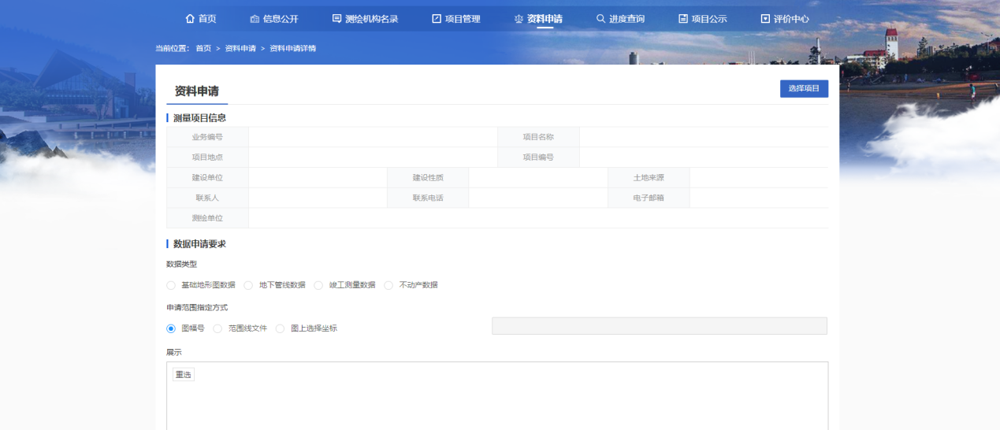 首页 信息公开 测绘机构名录 项目管理 资料申请 进度查询 项目公示 评价中心
当前位置： 首页 > 资料申请 > 资料申请详情
资料申请 选择项目
测量项目信息
业务编号 项目名称
项目地点 项目编号
建设单位 建设性质 土地来源
联系人 联系电话 电子邮箱
测绘单位
数据申请要求
数据类型
基础地形图数据 地下管线数据 竣工测量数据 不动产数据
申请范围指定方式
图幅号 范围线文件 图上选择坐标
展示
重选